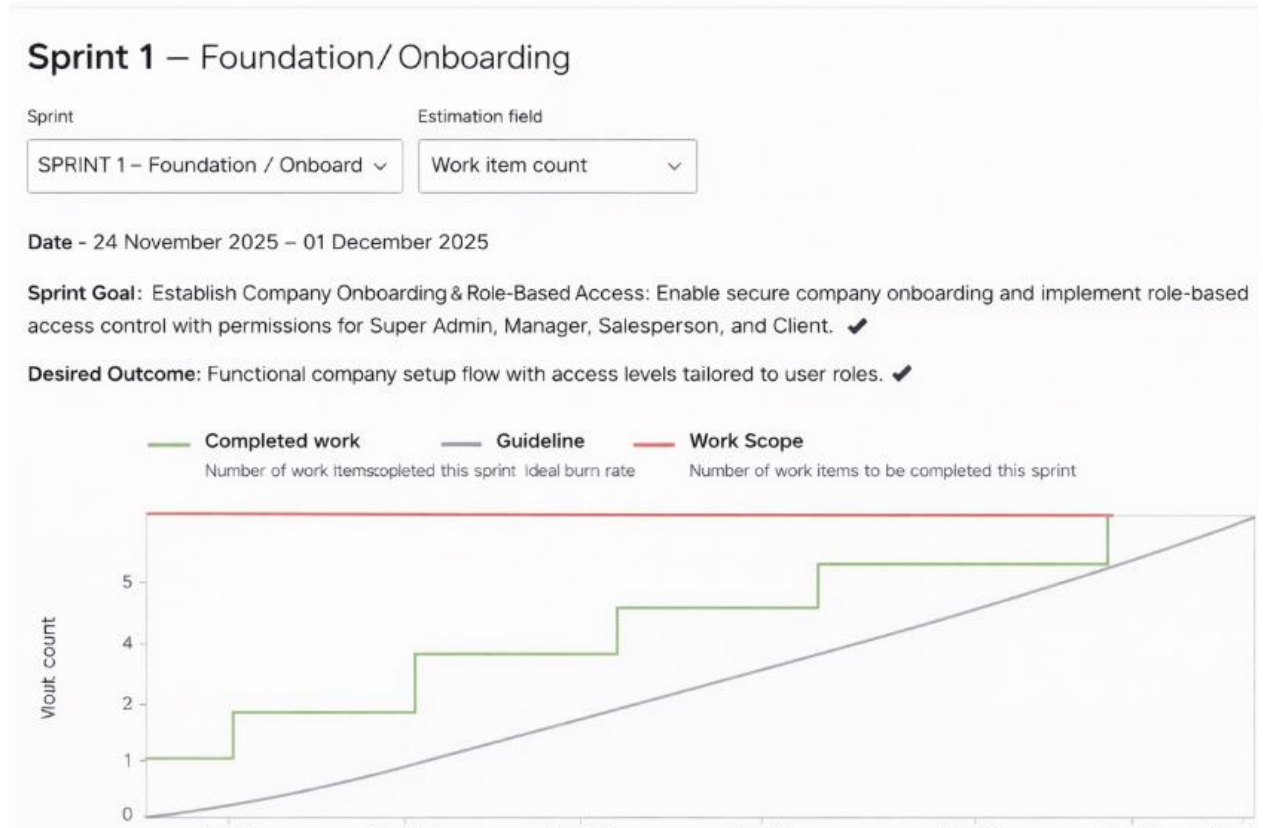 Sprint 1 – Foundation/Onboarding
Sprint Estimation field
SPRINT 1 – Foundation / Onboard Work item count
Date - 24 November 2025 – 01 December 2025
Sprint Goal: Establish Company Onboarding & Role-Based Access: Enable secure company onboarding and implement role-based
access control with permissions for Super Admin, Manager, Salesperson, and Client. ✔
Desired Outcome: Functional company setup flow with access levels tailored to user roles. ✔
Completed work Guideline Work Scope
Number of work itemscopleted this sprint Ideal burn rate Number of work items to be completed this sprint
5
4
2
1
0
count